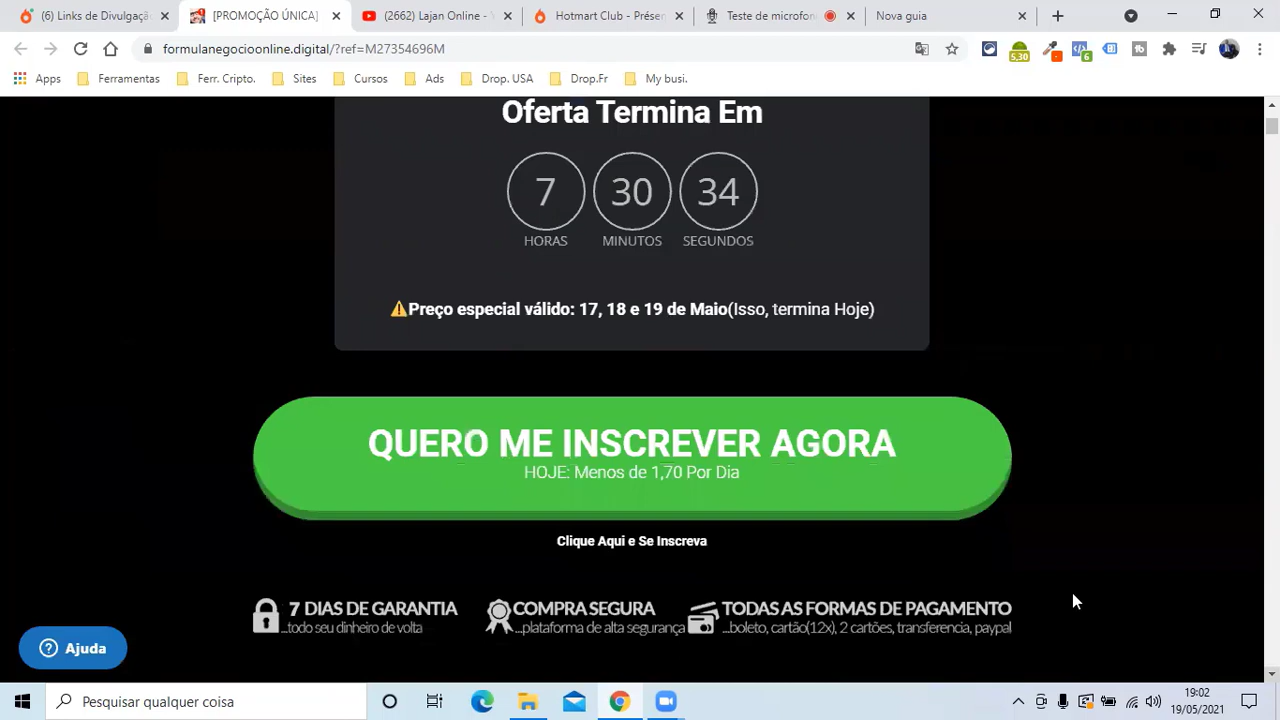 (6) Links de Divulgaçã
[PROMOÇÃO ÚNICA]
(2662) Lajan Online -
Hotmart Club - Présen
Teste de microfon
Nova guia
formulanegocioonline.digital/?ref=M27354696M
5,30
6
Apps
Ferramentas
Ferr. Cripto.
Sites
Cursos
Ads
Drop. USA
Drop.Fr
My busi.
Oferta Termina Em
7
30
34
HORAS
MINUTOS
SEGUNDOS
⚠Preço especial válido: 17, 18 e 19 de Maio(Isso, termina Hoje)
QUERO ME INSCREVER AGORA
HOJE: Menos de 1,70 Por Dia
Clique Aqui e Se Inscreva
7 DIAS DE GARANTIA
...todo seu dinheiro de volta
COMPRA SEGURA
...plataforma de alta segurança
TODAS AS FORMAS DE PAGAMENTO
...boleto, cartão(12x), 2 cartões, transferencia, paypal
Ajuda
Pesquisar qualquer coisa
19:02
19/05/2021